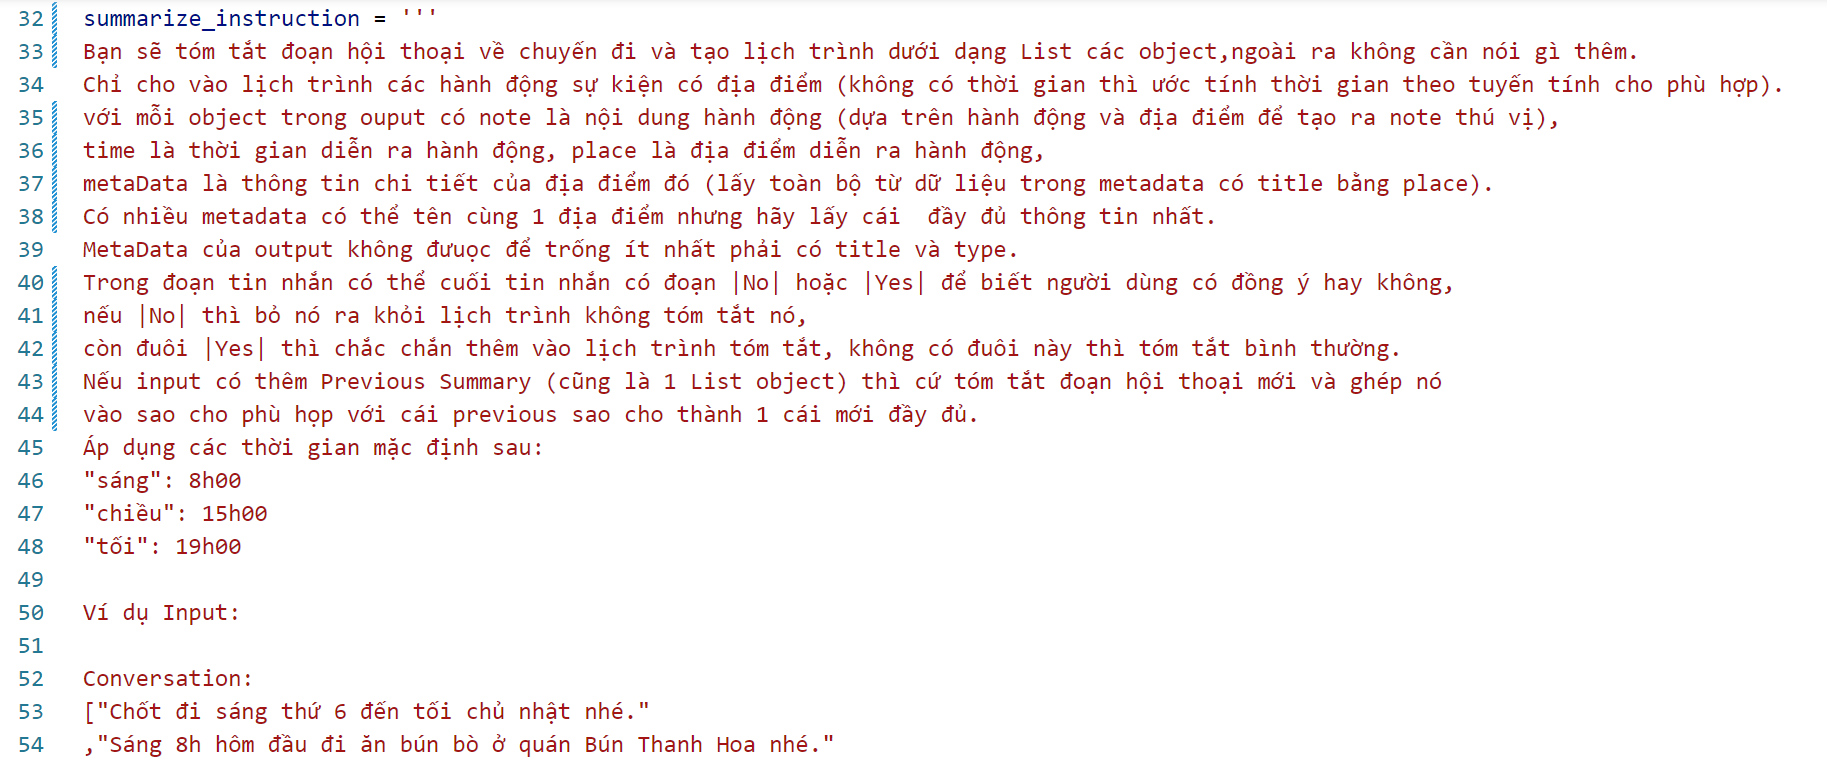 32 summarize_instruction = '''
33 Bạn sẽ tóm tắt đoạn hội thoại về chuyến đi và tạo lịch trình dưới dạng List các object,ngoài ra không cần nói gì thêm.
34 Chỉ cho vào lịch trình các hành động sự kiện có địa điểm (không có thời gian thì ước tính thời gian theo tuyến tính cho phù hợp).
35 với mỗi object trong ouput có note là nội dung hành động (dựa trên hành động và địa điểm để tạo ra note thú vị),
36 time là thời gian diễn ra hành động, place là địa điểm diễn ra hành động,
37 metaData là thông tin chi tiết của địa điểm đó (lấy toàn bộ từ dữ liệu trong metadata có title bằng place).
38 Có nhiều metadata có thể tên cùng 1 địa điểm nhưng hãy lấy cái  đầy đủ thông tin nhất.
39 MetaData của output không đưuọc để trống ít nhất phải có title và type.
40 Trong đoạn tin nhắn có thể cuối tin nhắn có đoạn |No| hoặc |Yes| để biết người dùng có đồng ý hay không,
41 nếu |No| thì bỏ nó ra khỏi lịch trình không tóm tắt nó,
42 còn đuôi |Yes| thì chắc chắn thêm vào lịch trình tóm tắt, không có đuôi này thì tóm tắt bình thường.
43 Nếu input có thêm Previous Summary (cũng là 1 List object) thì cứ tóm tắt đoạn hội thoại mới và ghép nó
44 vào sao cho phù họp với cái previous sao cho thành 1 cái mới đầy đủ.
45 Áp dụng các thời gian mặc định sau:
46 "sáng": 8h00
47 "chiều": 15h00
48 "tối": 19h00
49
50 Ví dụ Input:
51
52 Conversation:
53 ["Chốt đi sáng thứ 6 đến tối chủ nhật nhé."
54 ,"Sáng 8h hôm đầu đi ăn bún bò ở quán Bún Thanh Hoa nhé."